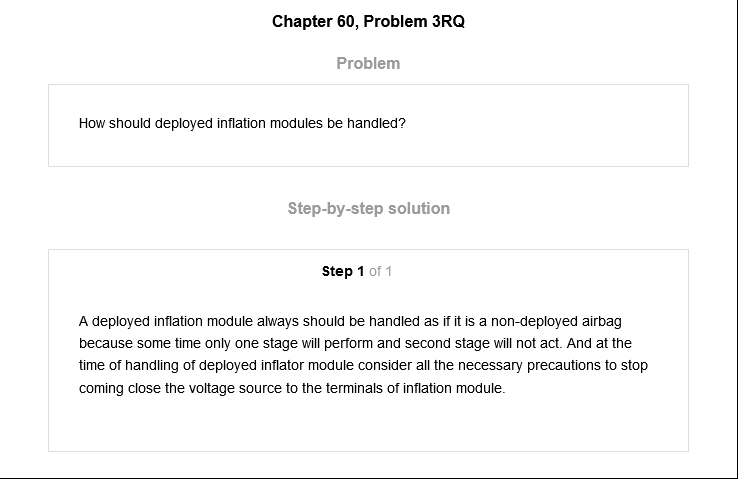 Chapter 60, Problem 3RQ
Problem
How should deployed inflation modules be handled?
Step-by-step solution
Step 1 of 1
A deployed inflation module always should be handled as if it is a non-deployed airbag
because some time only one stage will perform and second stage will not act. And at the
time of handling of deployed inflator module consider all the necessary precautions to stop
coming close the voltage source to the terminals of inflation module.